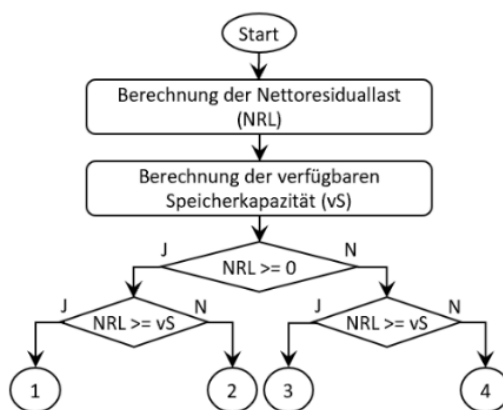 Start
Berechnung der Nettoresiduallast
(NRL)
Berechnung der verfügbaren
Speicherkapazität (vS)
J
N
NRL >= 0
J
N
J
N
NRL >= vS
NRL >= vS
1
2
3
4